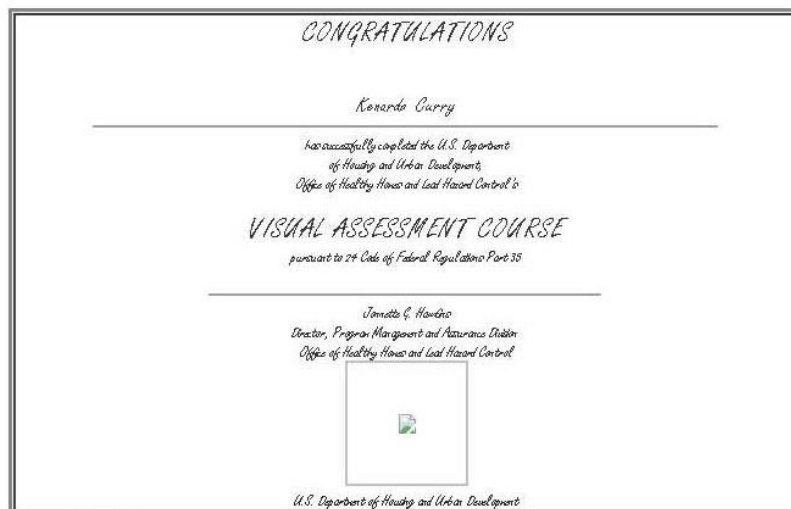 CONGRATULATIONS
Kenardo Curry
has successfully completed the U.S. Department
of Housing and Urban Development,
Office of Healthy Homes and Lead Hazard Control's
VISUAL ASSESSMENT COURSE
pursuant to 24 Code of Federal Regulations Part 35
Jonnette G. Hawkins
Director, Program Management and Assurance Division
Office of Healthy Homes and Lead Hazard Control
U.S. Department of Housing and Urban Development